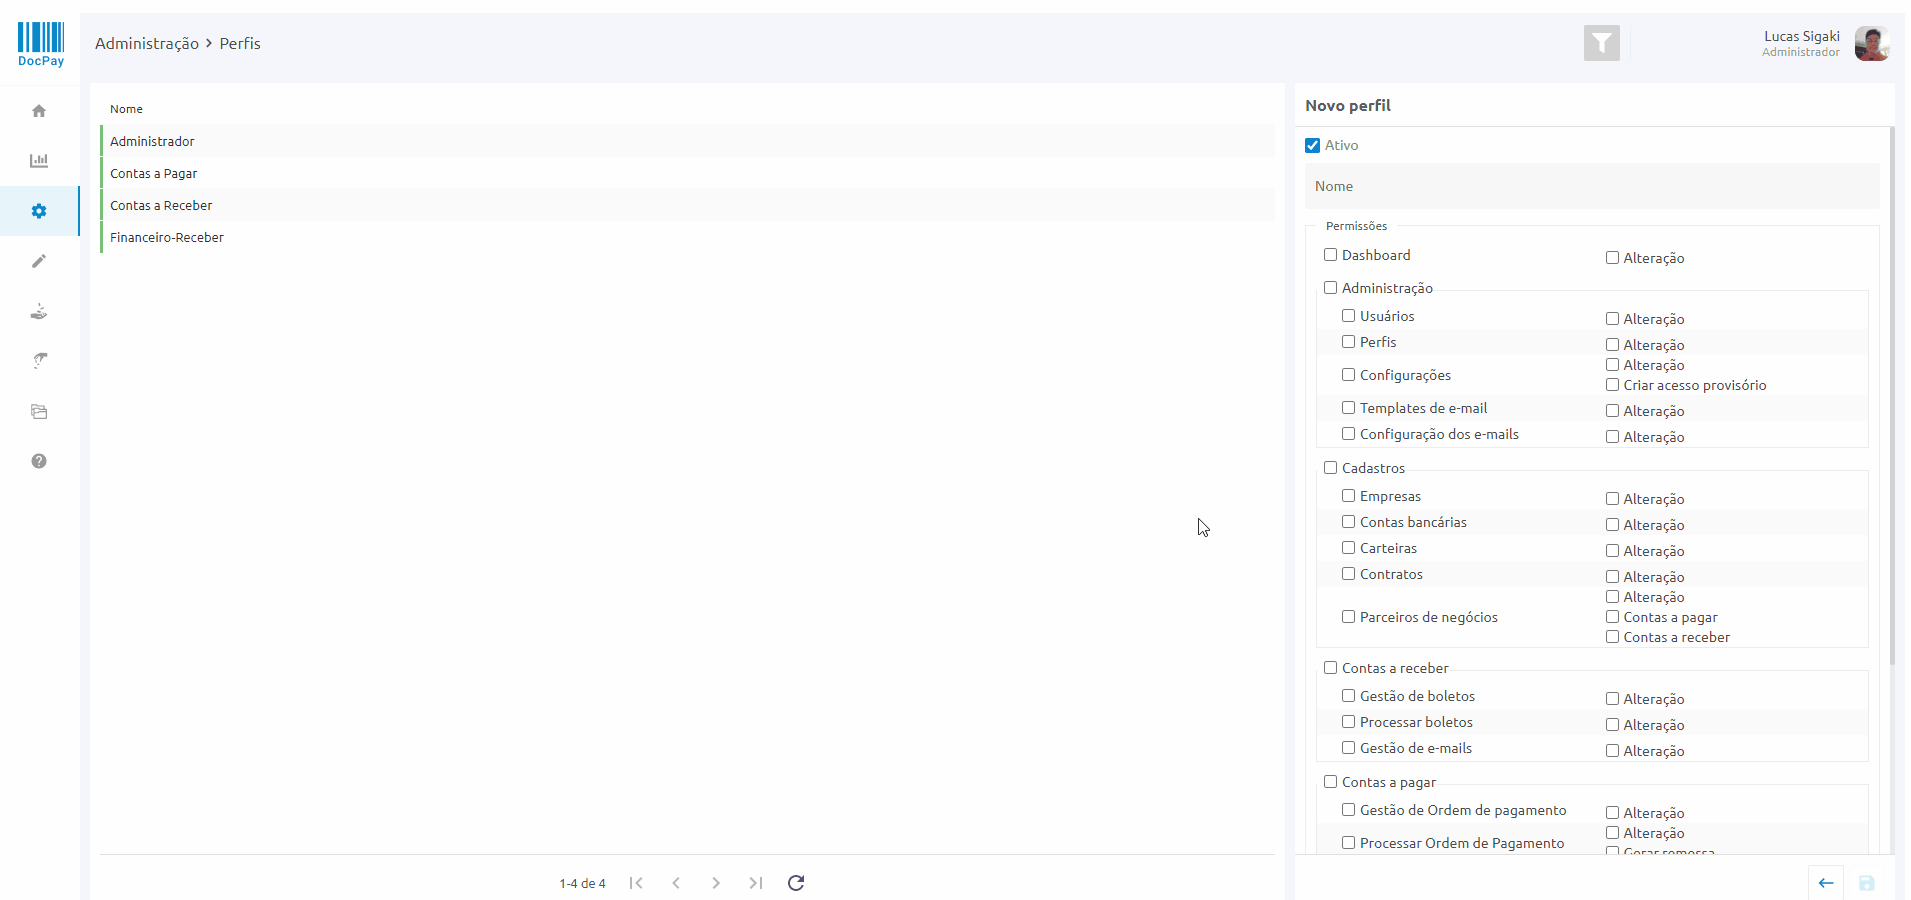 DocPay
Administração > Perfis
Lucas Sigaki
Administrador
Nome
Administrador
Contas a Pagar
Contas a Receber
Financeiro-Receber
1-4 de 4
Novo perfil
Ativo
Nome
Permissões
Dashboard Alteração
Administração
Usuários Alteração
Perfis Alteração
Alteração
Configurações
Criar acesso provisório
Templates de e-mail Alteração
Configuração dos e-mails Alteração
Cadastros
Empresas Alteração
Contas bancárias Alteração
Carteiras Alteração
Contratos Alteração
Alteração
Parceiros de negócios Contas a pagar
Contas a receber
Contas a receber
Gestão de boletos Alteração
Processar boletos Alteração
Gestão de e-mails Alteração
Contas a pagar
Gestão de Ordem de pagamento Alteração
Alteração
Processar Ordem de Pagamento
Gerar remessa